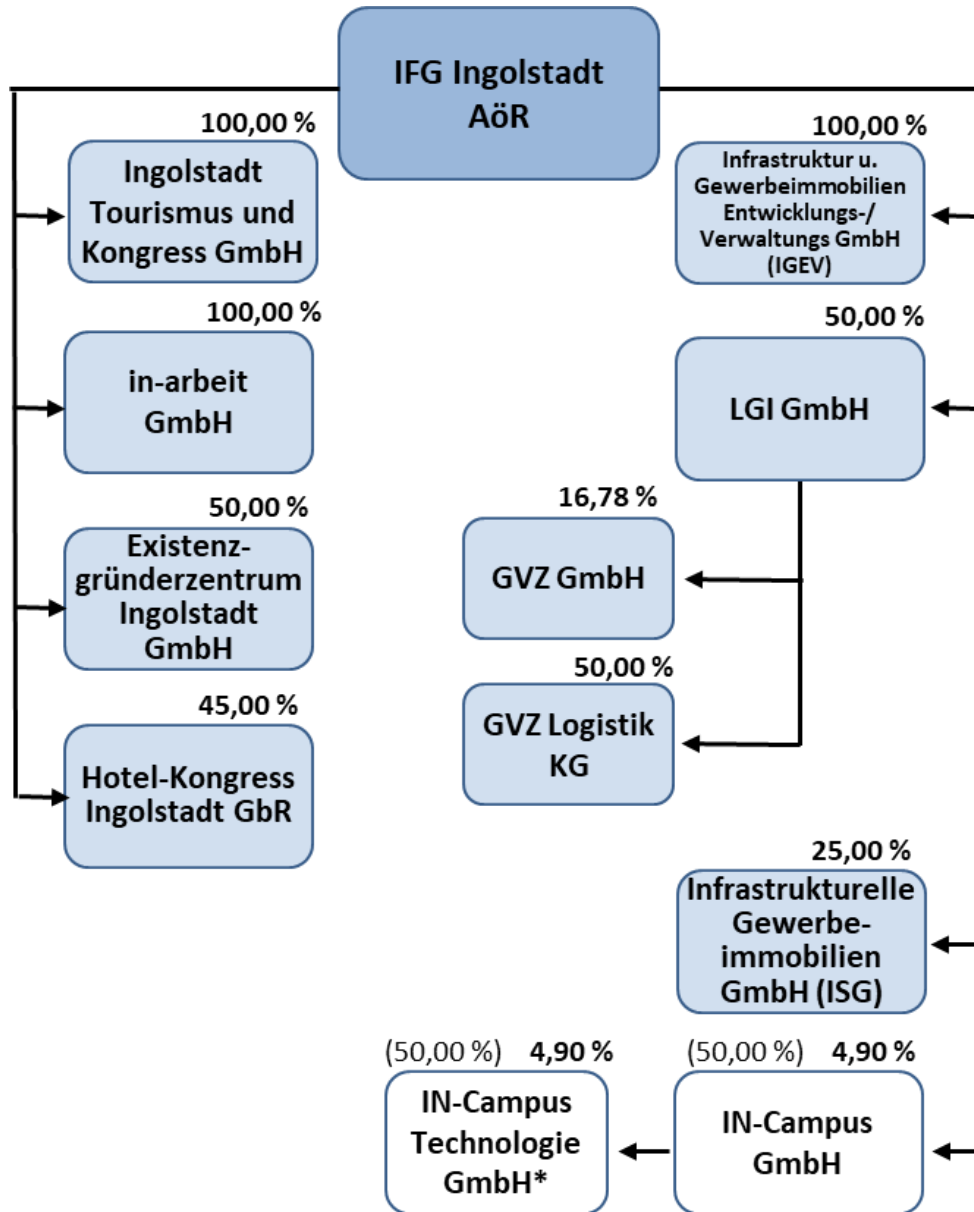 IFG Ingolstadt
AöR
100,00 %
Ingolstadt
Tourismus und
Kongress GmbH
100,00 %
in-arbeit
GmbH
50,00 %
Existenz-
gründerzentrum
Ingolstadt
GmbH
45,00 %
Hotel-Kongress
Ingolstadt GbR
100,00 %
Infrastruktur u.
Gewerbeimmobilien
Entwicklungs-/
Verwaltungs GmbH
(IGEV)
50,00 %
LGI GmbH
16,78 %
GVZ GmbH
50,00 %
GVZ Logistik
KG
25,00 %
Infrastrukturelle
Gewerbe-
immobilien
GmbH (ISG)
(50,00 %) 4,90 %
IN-Campus
Technologie
GmbH*
(50,00 %) 4,90 %
IN-Campus
GmbH